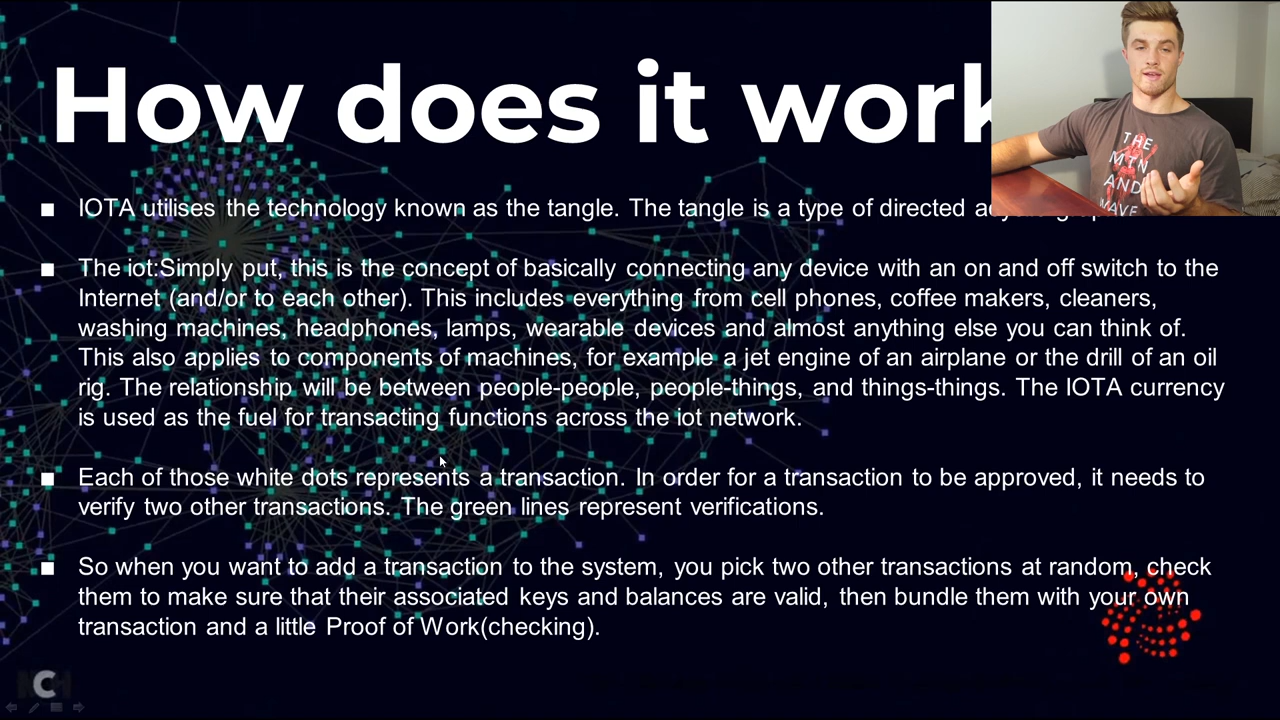 How does it work
■ IOTA utilises the technology known as the tangle. The tangle is a type of directed
■ The iot:Simply put, this is the concept of basically connecting any device with an on and off switch to the
Internet (and/or to each other). This includes everything from cell phones, coffee makers, cleaners,
washing machines, headphones, lamps, wearable devices and almost anything else you can think of.
This also applies to components of machines, for example a jet engine of an airplane or the drill of an oil
rig. The relationship will be between people-people, people-things, and things-things. The IOTA currency
is used as the fuel for transacting functions across the iot network.
■ Each of those white dots represents a transaction. In order for a transaction to be approved, it needs to
verify two other transactions. The green lines represent verifications.
■ So when you want to add a transaction to the system, you pick two other transactions at random, check
them to make sure that their associated keys and balances are valid, then bundle them with your own
transaction and a little Proof of Work(checking).
THE
MTN
AND
WAVE